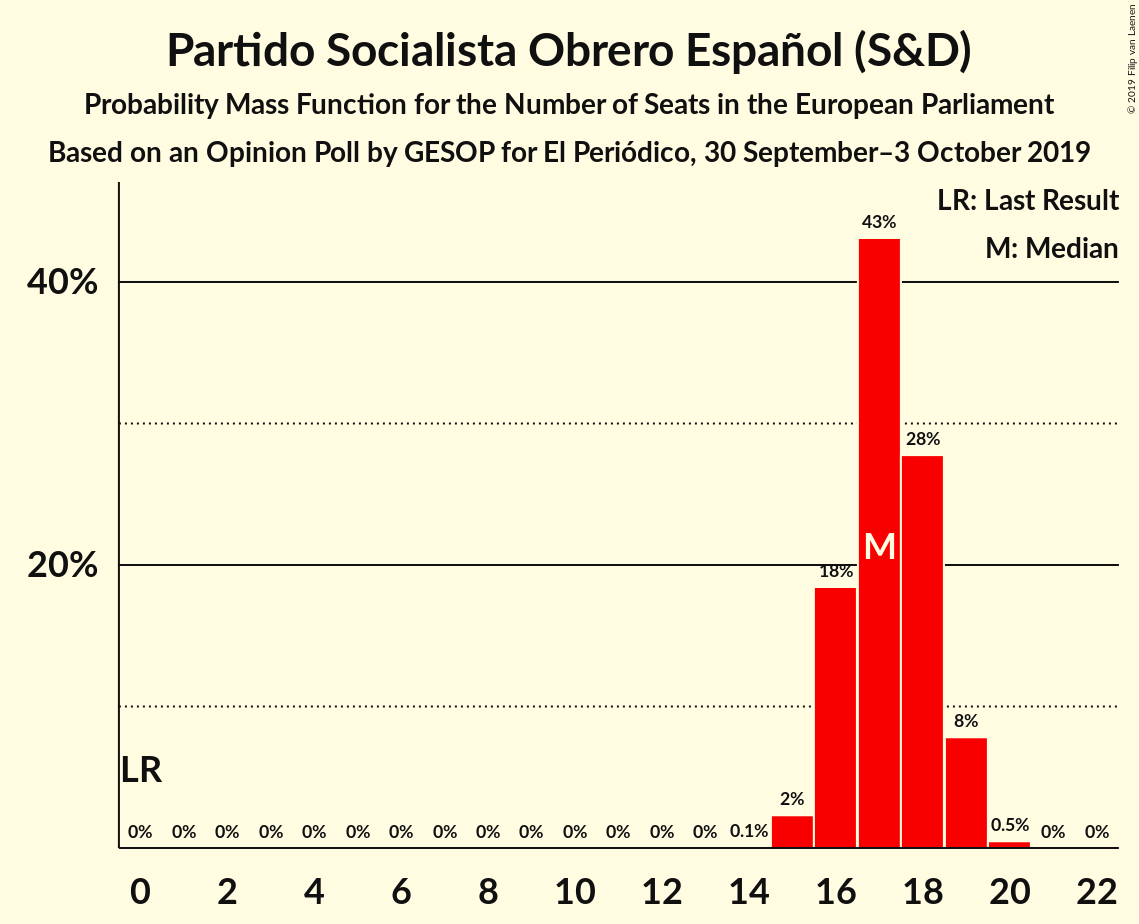 Partido Socialista Obrero Español (S&D)
Probability Mass Function for the Number of Seats in the European Parliament
Based on an Opinion Poll by GESOP for El Periódico, 30 September–3 October 2019
© 2019 Filip van Laenen
LR: Last Result
M: Median
43%
40%
28%
M
20%
18%
8%
LR
2%
0% 0% 0% 0% 0% 0% 0% 0% 0% 0% 0% 0% 0% 0% 0.1% 0.5% 0% 0%
0 2 4 6 8 10 12 14 16 18 20 22